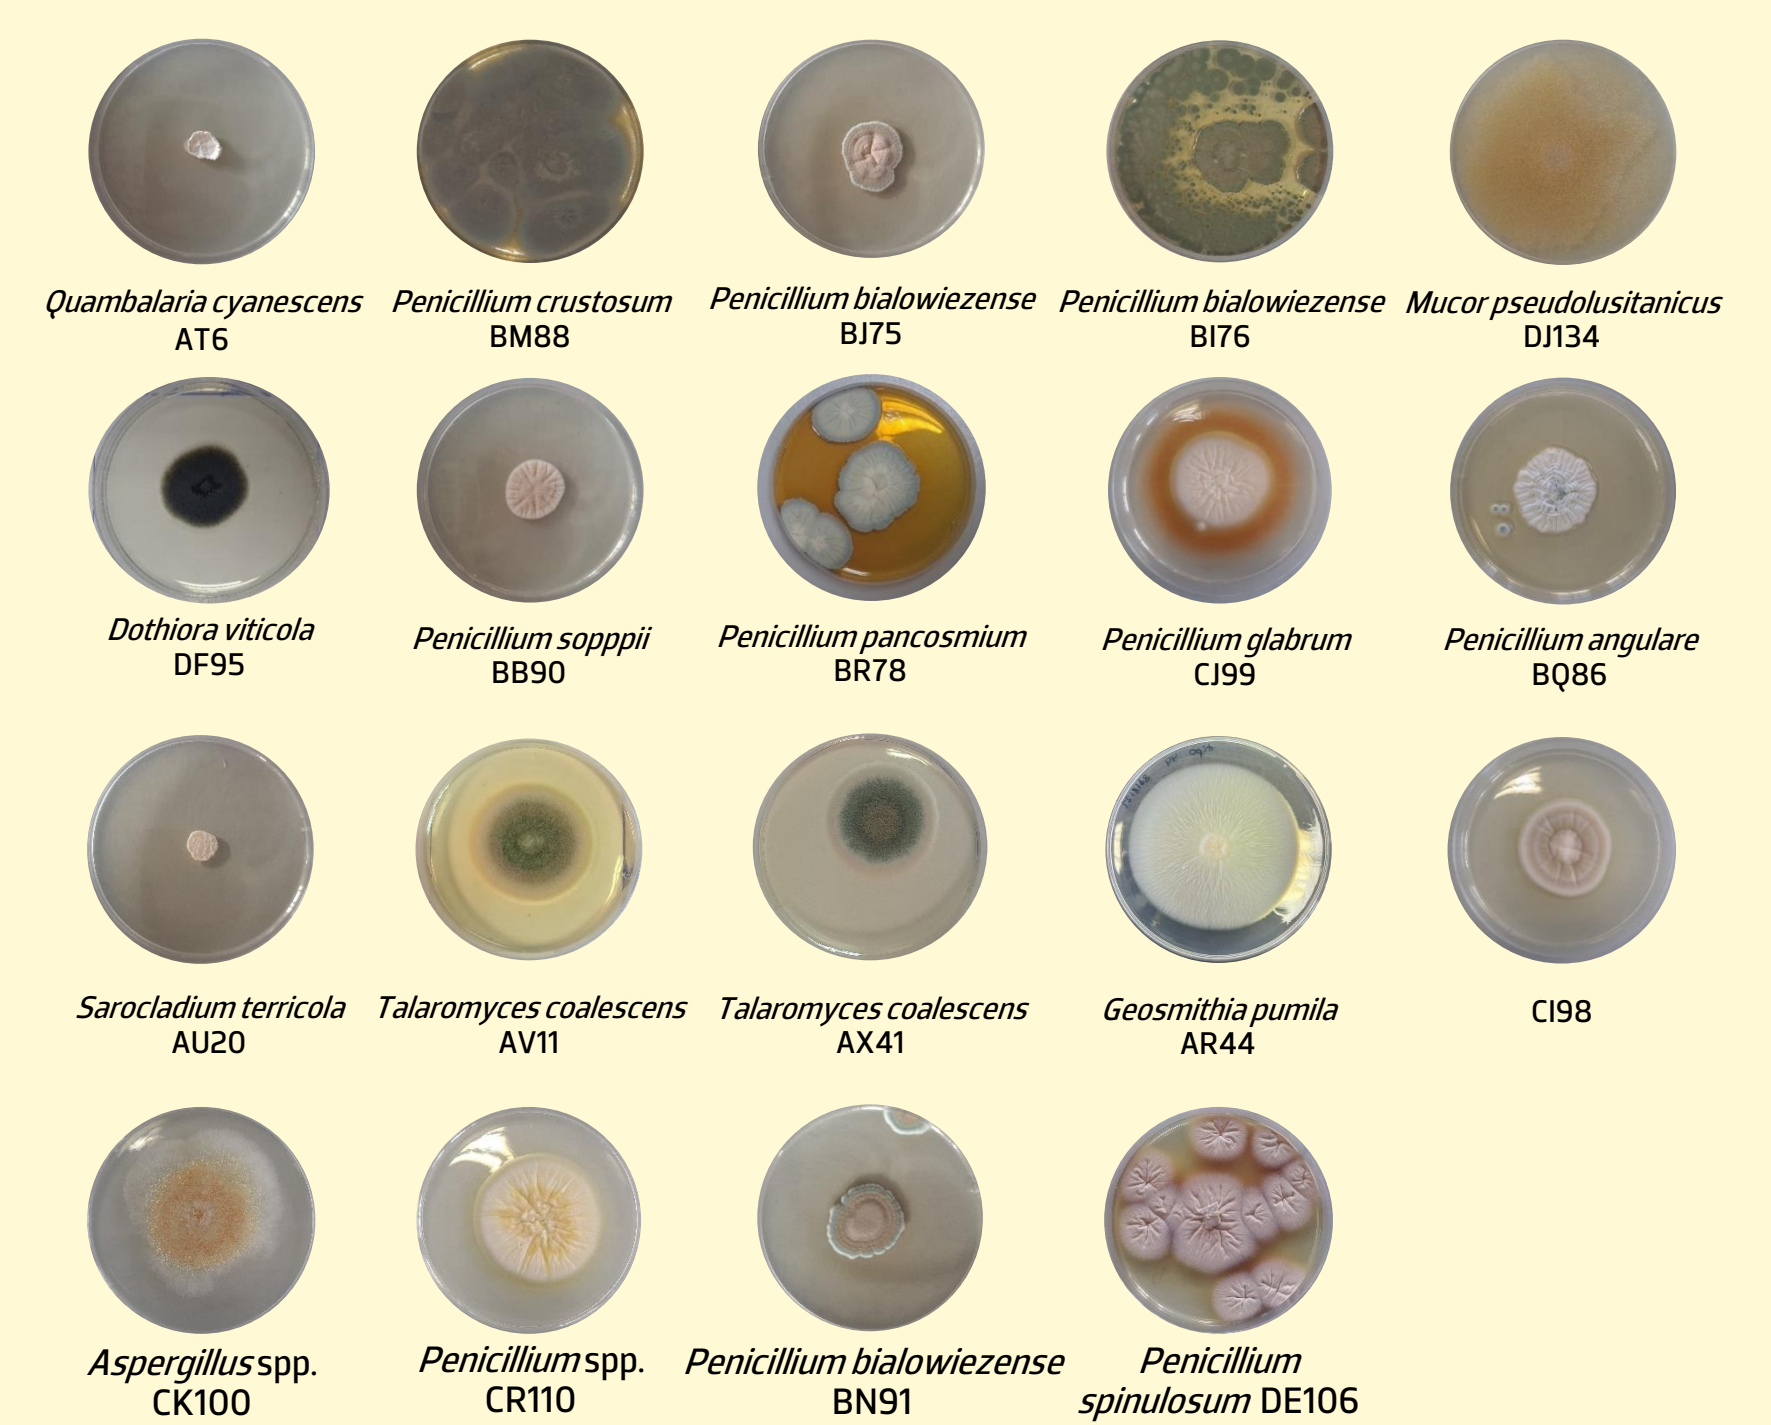 Quambalaria cyanescens
AT6
Penicillium crustosum
BM88
Penicillium bialowiezense
BJ75
Penicillium bialowiezense
BI76
Mucor pseudolusitanicus
DJ134
Dothiora viticola
DF95
Penicillium sopppii
BB90
Penicillium pancosmium
BR78
Penicillium glabrum
CJ99
Penicillium angulare
BQ86
Sarocladium terricola
AU20
Talaromyces coalescens
AV11
Talaromyces coalescens
AX41
Geosmithia pumila
AR44
CI98
Aspergillus spp.
CK100
Penicillium spp.
CR110
Penicillium bialowiezense
BN91
Penicillium
spinulosum DE106